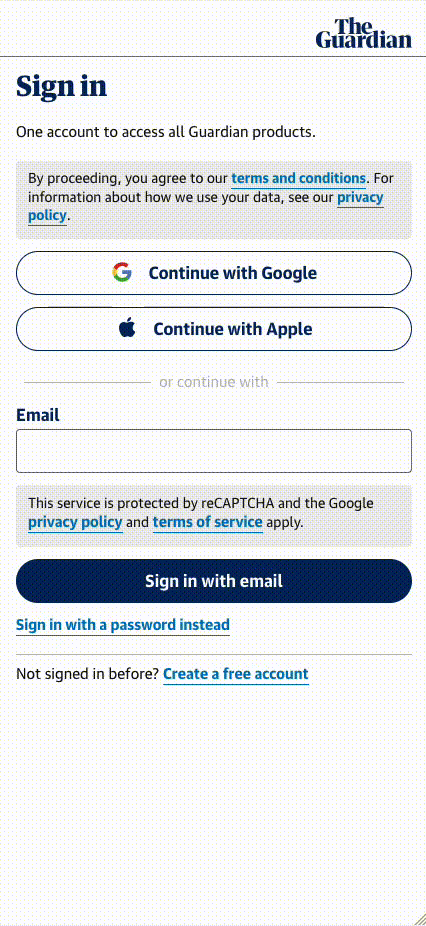 The
Guardian
Sign in
One account to access all Guardian products.
By proceeding, you agree to our terms and conditions. For
information about how we use your data, see our privacy
policy.
Continue with Google
Continue with Apple
or continue with
Email
This service is protected by reCAPTCHA and the Google
privacy policy and terms of service apply.
Sign in with email
Sign in with a password instead
Not signed in before? Create a free account